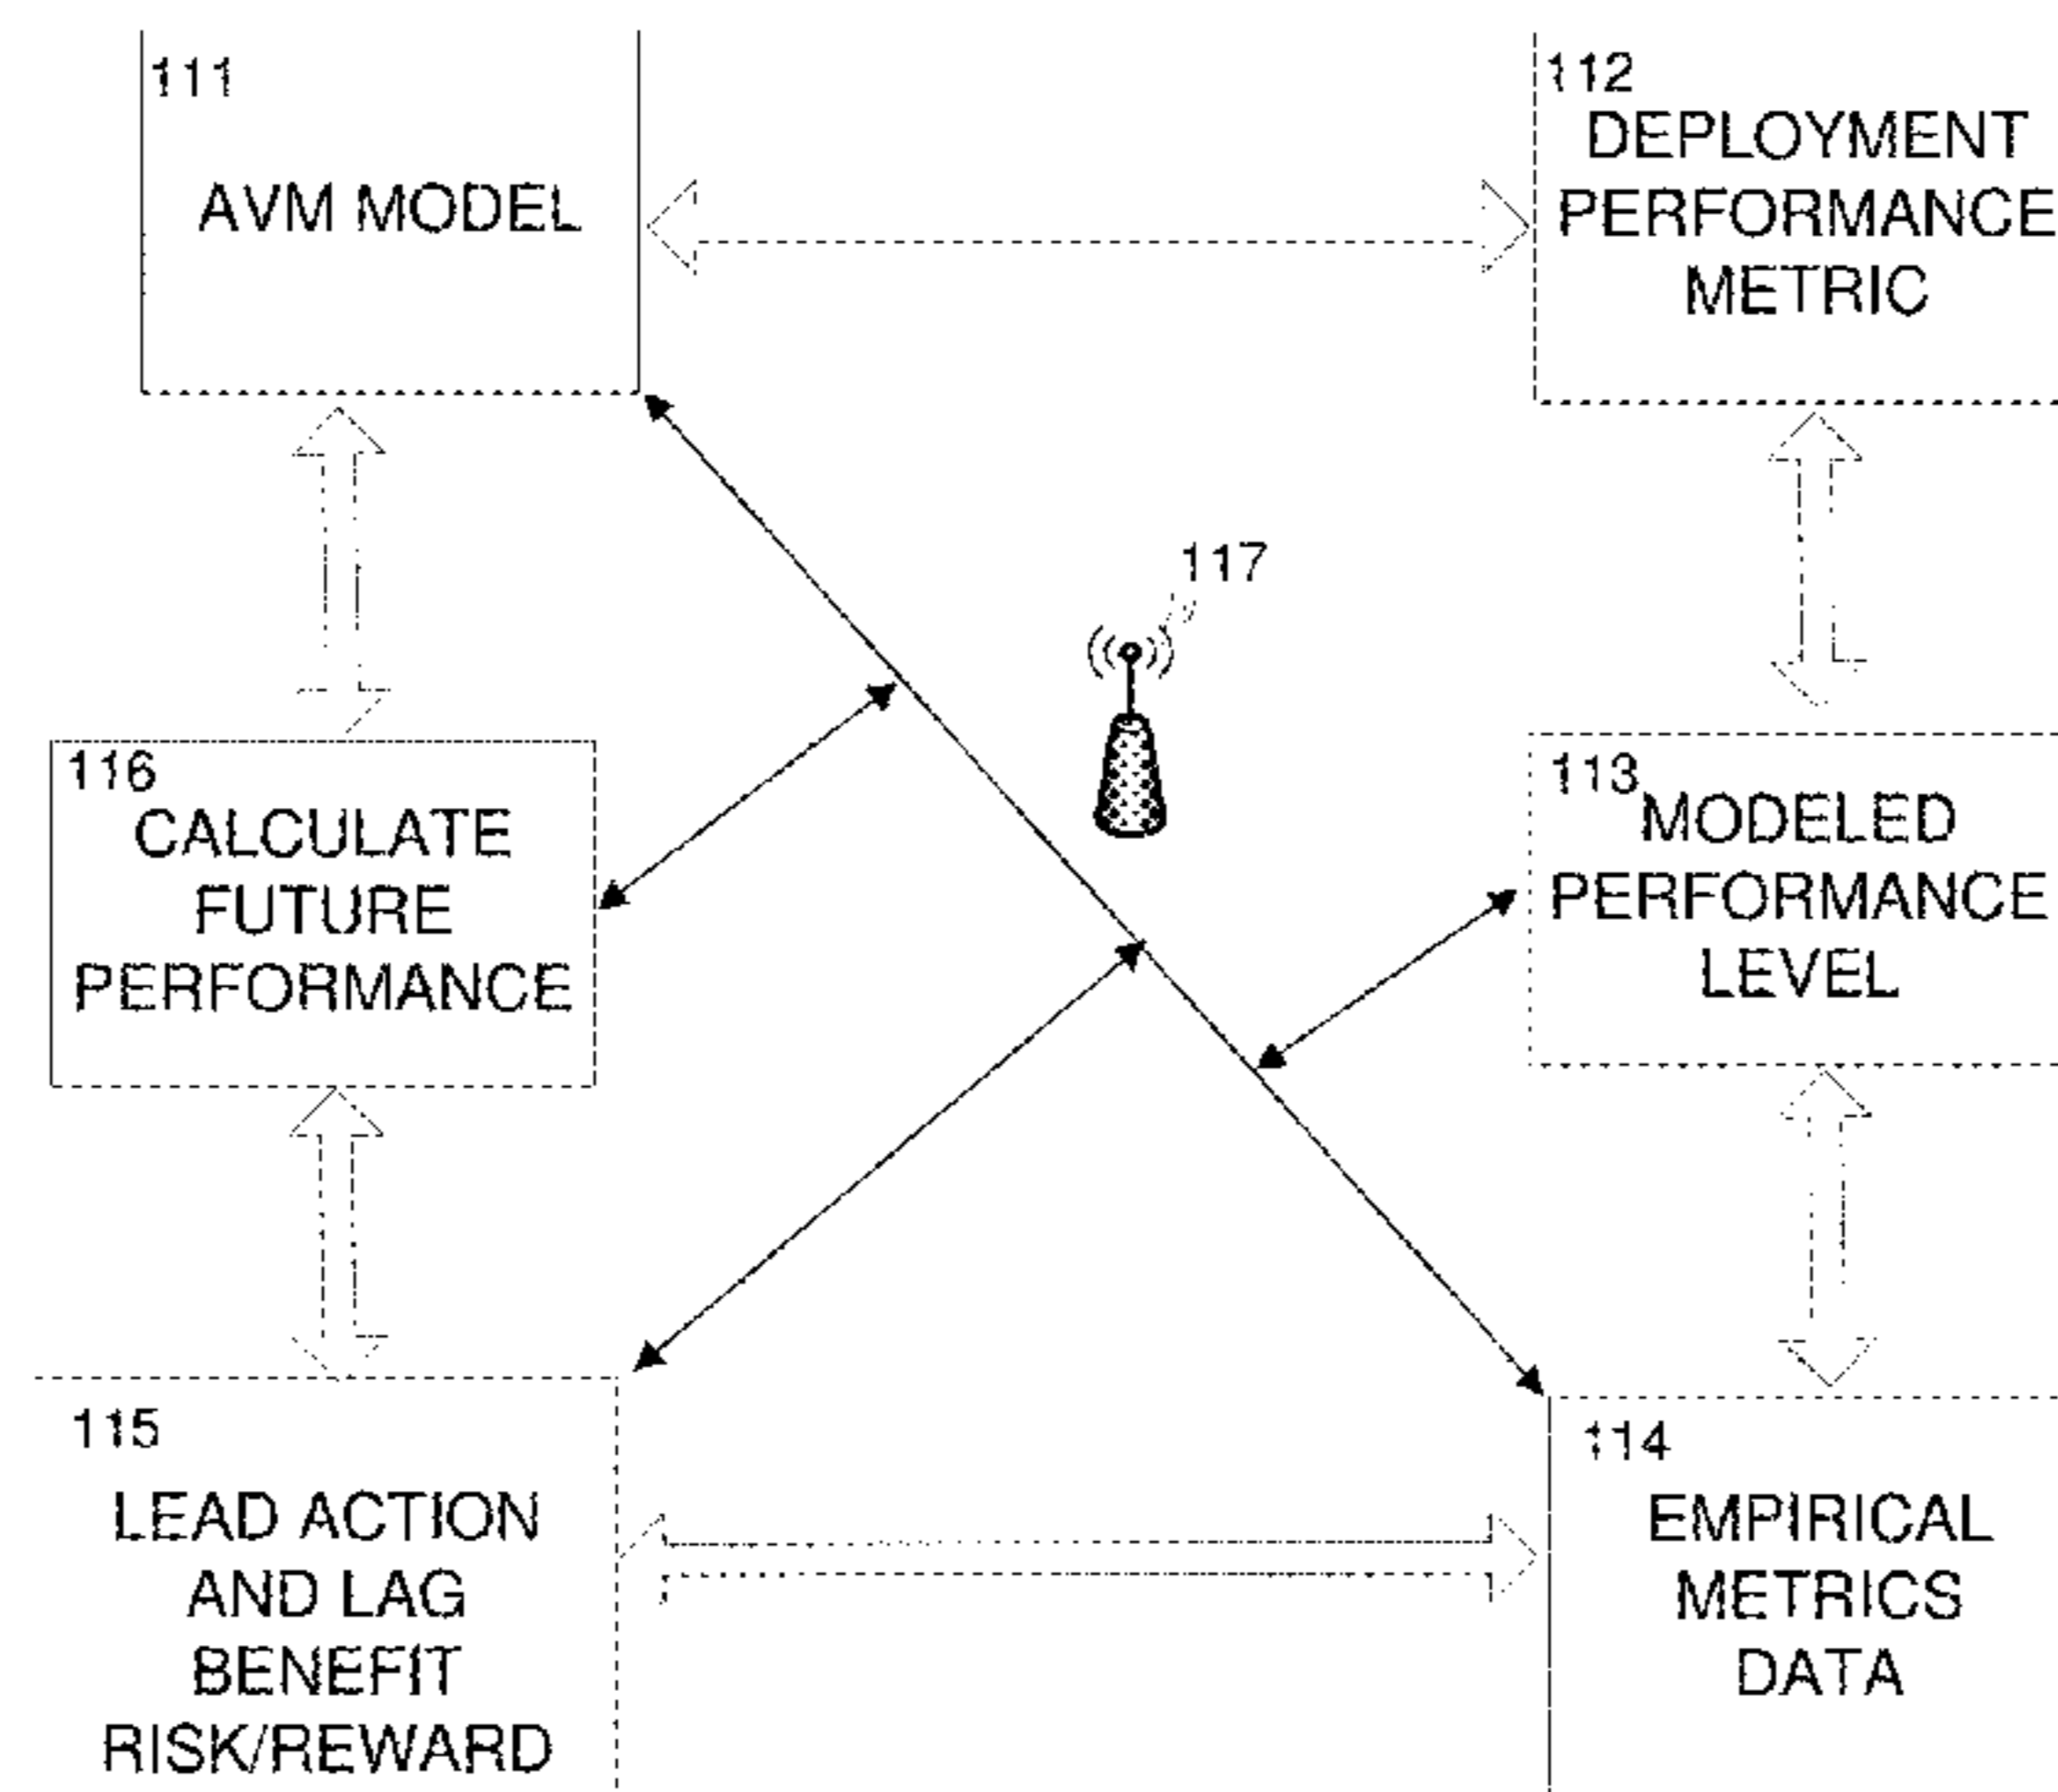 111
AVM MODEL
112
DEPLOYMENT
PERFORMANCE
METRIC
117
116
CALCULATE
FUTURE
PERFORMANCE
113
MODELED
PERFORMANCE
LEVEL
115
LEAD ACTION
AND LAG
BENEFIT
RISK/REWARD
114
EMPIRICAL
METRICS
DATA